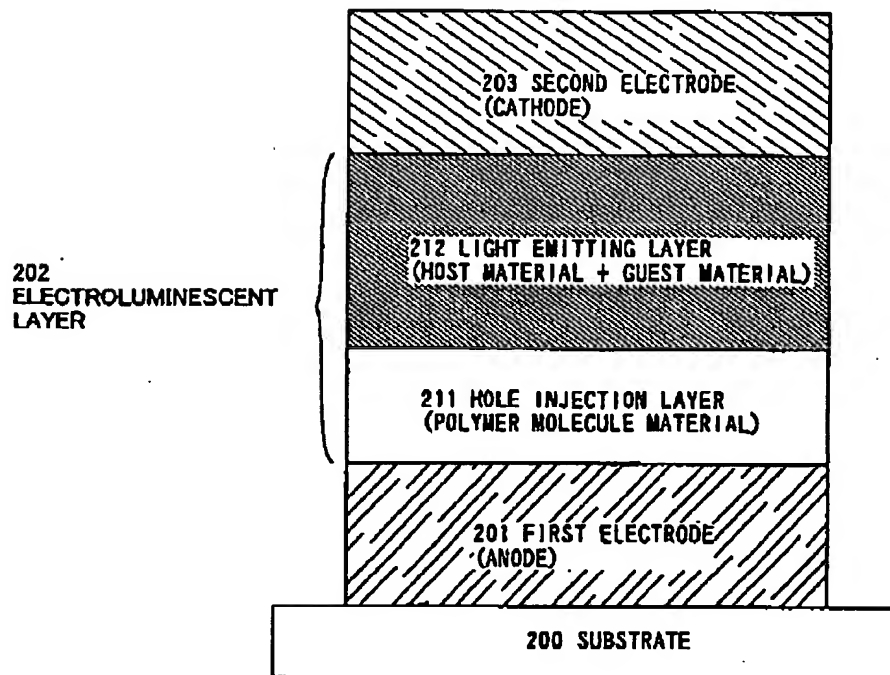 203 SECOND ELECTRODE
(CATHODE)
212 LIGHT EMITTING LAYER
(HOST MATERIAL + GUEST MATERIAL)
202
ELECTROLUMINESCENT
LAYER
211 HOLE INJECTION LAYER
(POLYMER MOLECULE MATERIAL)
201 FIRST ELECTRODE
(ANODE)
200 SUBSTRATE